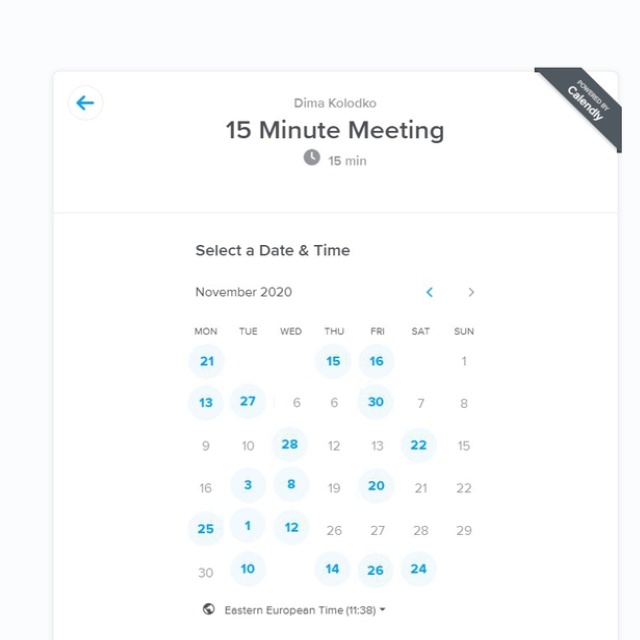 POWERED BY
Calendly
Dima Kolodko
15 Minute Meeting
15 min
Select a Date & Time
November 2020
MON TUE WED THU FRI SAT SUN
21 15 16 1
13 27 6 6 30 7 8
9 10 28 12 13 22 15
16 3 8 19 20 21 22
25 1 12 26 27 28 29
30 10 14 26 24
Eastern European Time (11:38)